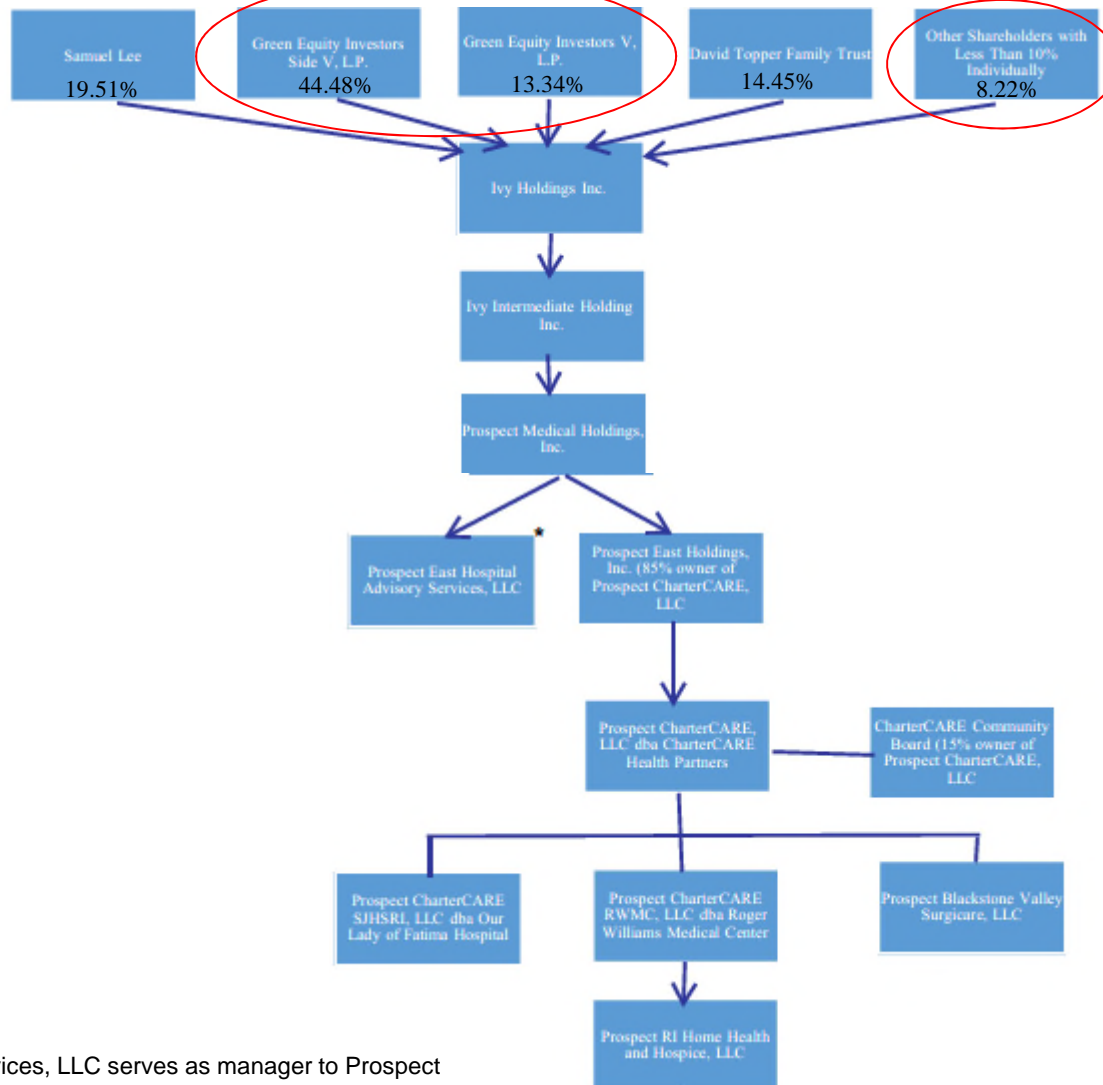 Samuel Lee
19.51%
Green Equity Investors
Side V, L.P.
44.48%
Green Equity Investors V,
L.P.
13.34%
David Topper Family Trust
14.45%
Other Shareholders with
Less Than 10%
Individually
8.22%
Ivy Holdings Inc.
Ivy Intermediate Holding
Inc.
Prospect Medical Holdings,
Inc.
*
Prospect East Hospital
Advisory Services, LLC
Prospect East Holdings,
Inc. (85% owner of
Prospect CharterCARE,
LLC
Prospect CharterCARE,
LLC dba CharterCARE
Health Partners
CharterCARE Community
Board (15% owner of
Prospect CharterCARE,
LLC
Prospect CharterCARE
SJHSRI, LLC dba Our
Lady of Fatima Hospital
Prospect CharterCARE
RWMC, LLC dba Roger
Williams Medical Center
Prospect Blackstone Valley
Surgicare, LLC
Prospect RI Home Health
and Hospice, LLC
vices, LLC serves as manager to Prospect